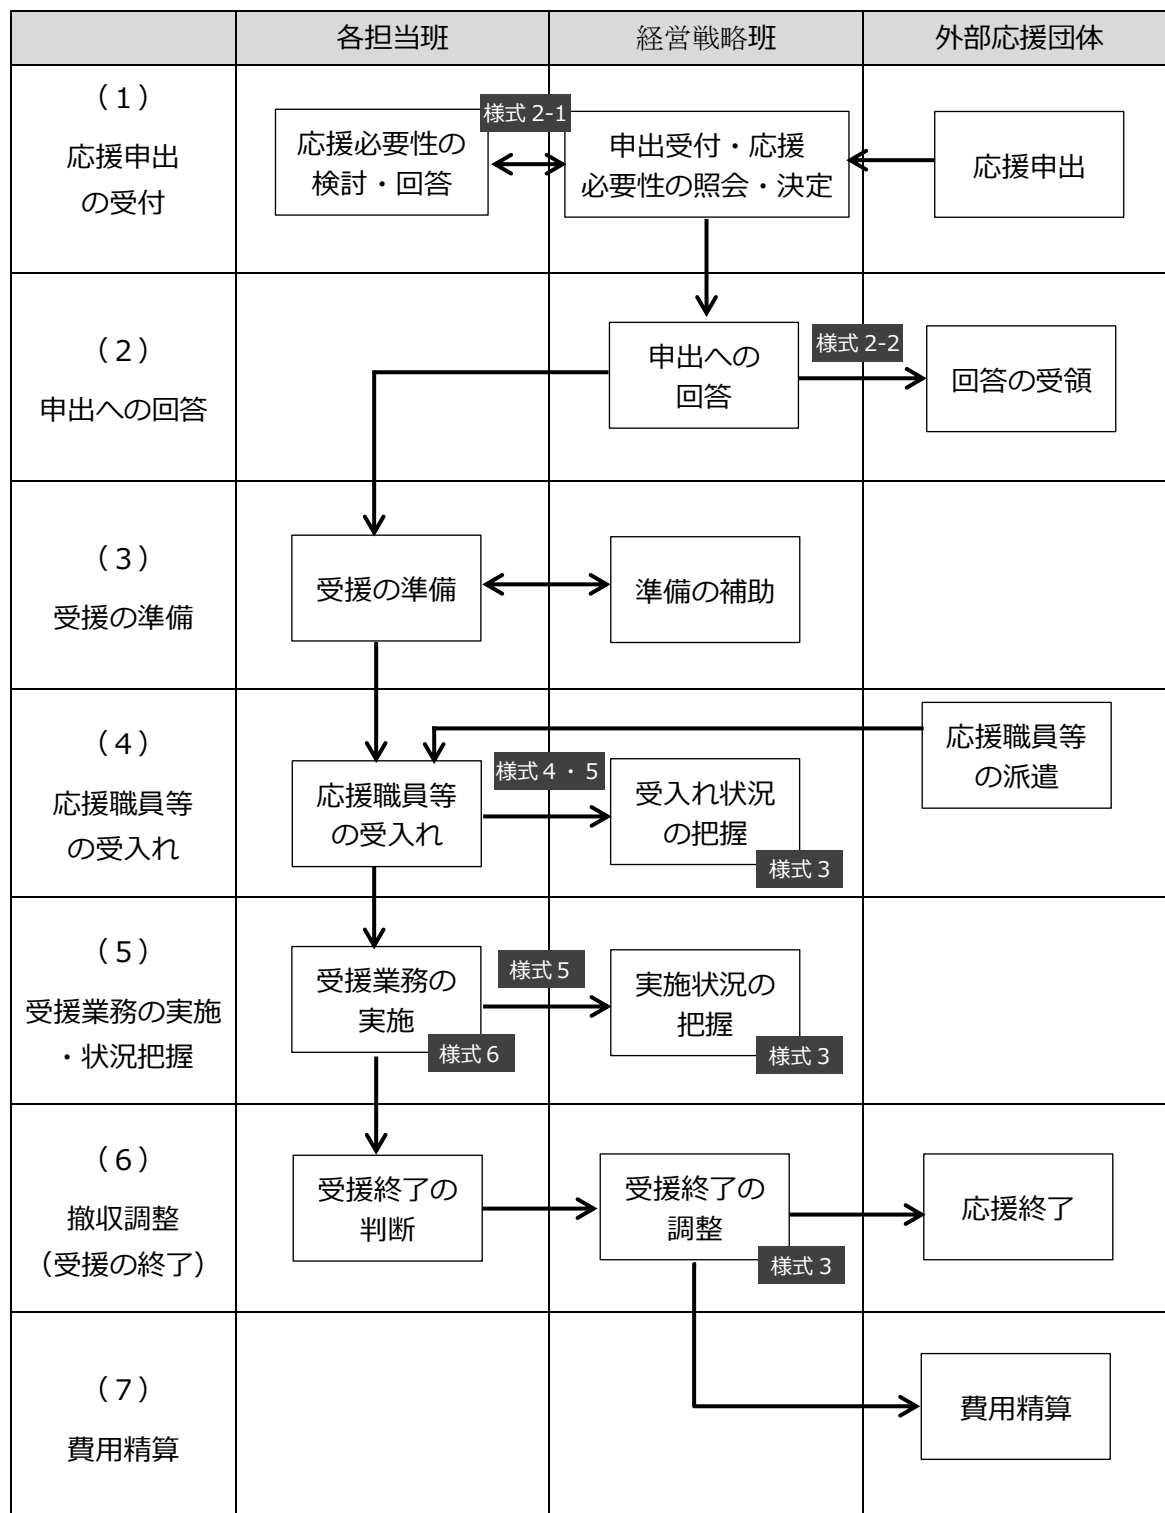 各担当班
経営戦略班
外部応援団体
（１）
応援申出
の受付
応援必要性の
検討・回答
様式 2-1
申出受付・応援
必要性の照会・決定
応援申出
（２）
申出への回答
申出への
回答
様式 2-2
回答の受領
（３）
受援の準備
受援の準備
準備の補助
（４）
応援職員等
の受入れ
応援職員等
の受入れ
様式４・５
受入れ状況
の把握
様式３
応援職員等
の派遣
（５）
受援業務の実施
・状況把握
受援業務の
実施
様式６
様式５
実施状況の
把握
様式３
（６）
撤収調整
（受援の終了）
受援終了の
判断
受援終了の
調整
様式３
応援終了
（７）
費用精算
費用精算